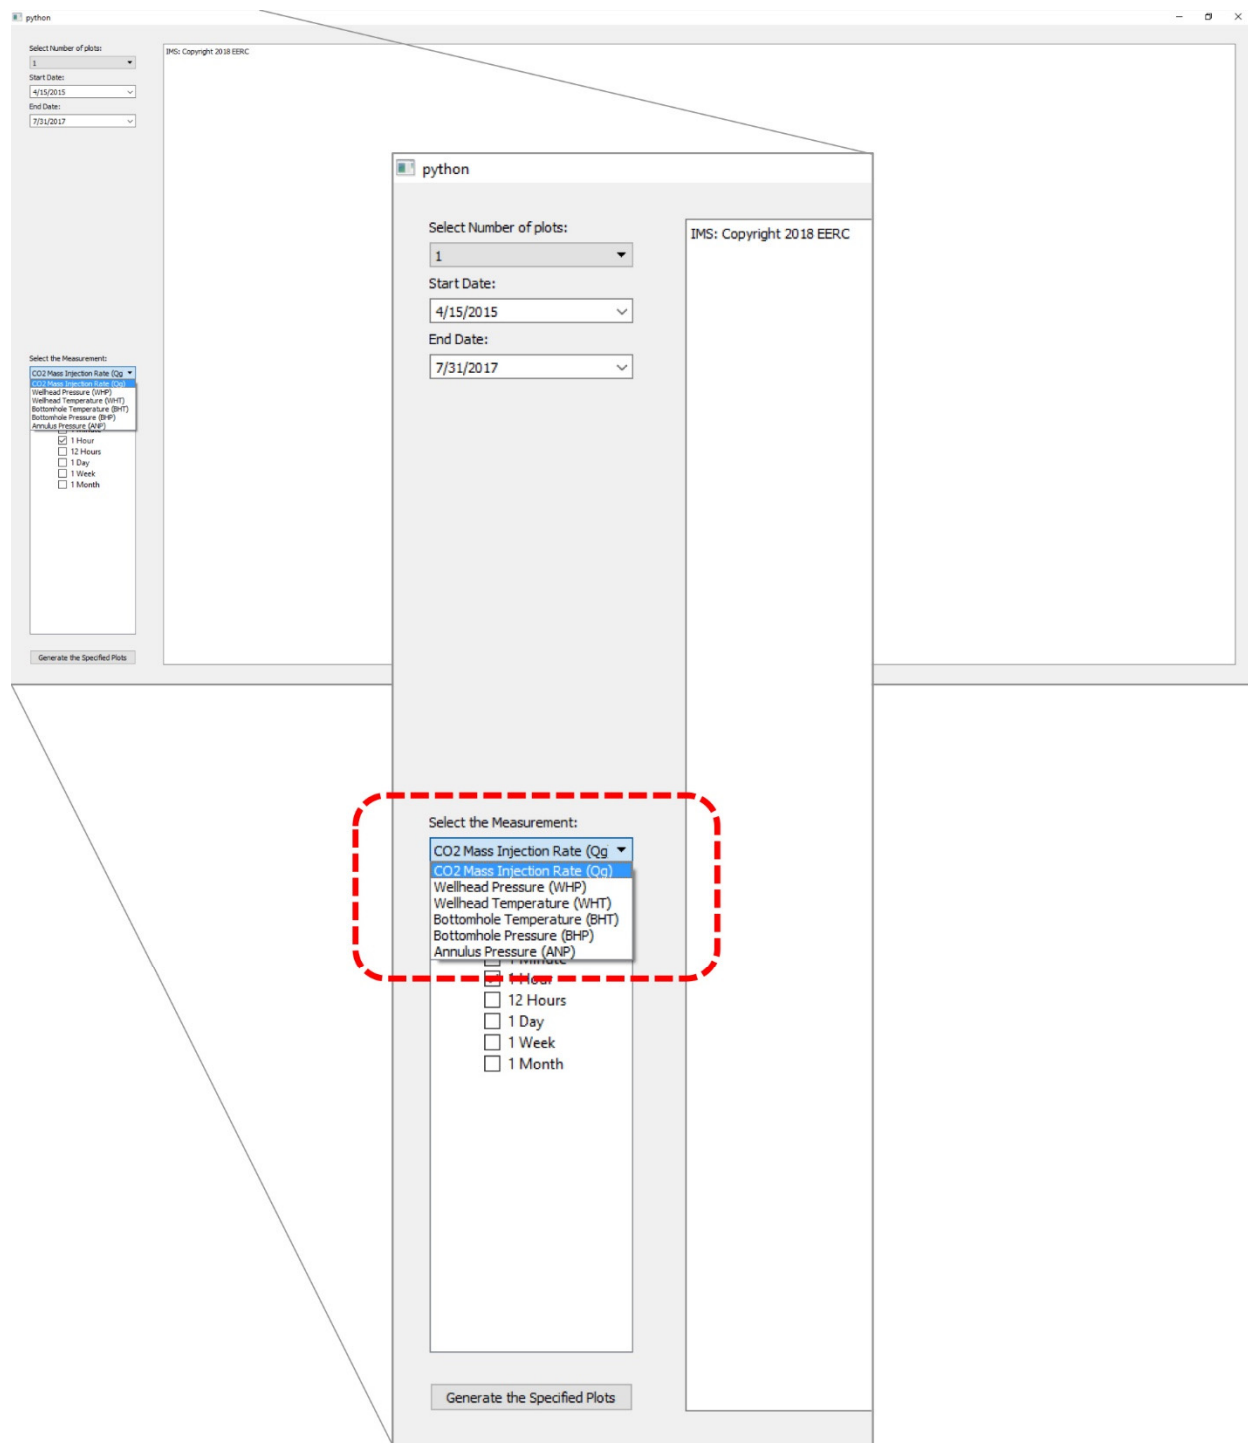 python
Select Number of plots:
1
Start Date:
4/15/2015
End Date:
7/31/2017
IMS: Copyright 2018 EERC
Select the Measurement:
CO2 Mass Injection Rate (Qg
CO2 Mass Injection Rate (Qg)
Wellhead Pressure (WHP)
Wellhead Temperature (WHT)
Bottomhole Temperature (BHT)
Bottomhole Pressure (BHP)
Annulus Pressure (ANP)
1 Minute
1 Hour
12 Hours
1 Day
1 Week
1 Month
Generate the Specified Plots
python
Select Number of plots:
1
Start Date:
4/15/2015
End Date:
7/31/2017
IMS: Copyright 2018 EERC
Select the Measurement:
CO2 Mass Injection Rate (Qg
CO2 Mass Injection Rate (Qg)
Wellhead Pressure (WHP)
Wellhead Temperature (WHT)
Bottomhole Temperature (BHT)
Bottomhole Pressure (BHP)
Annulus Pressure (ANP)
1 Minute
1 Hour
12 Hours
1 Day
1 Week
1 Month
Generate the Specified Plots